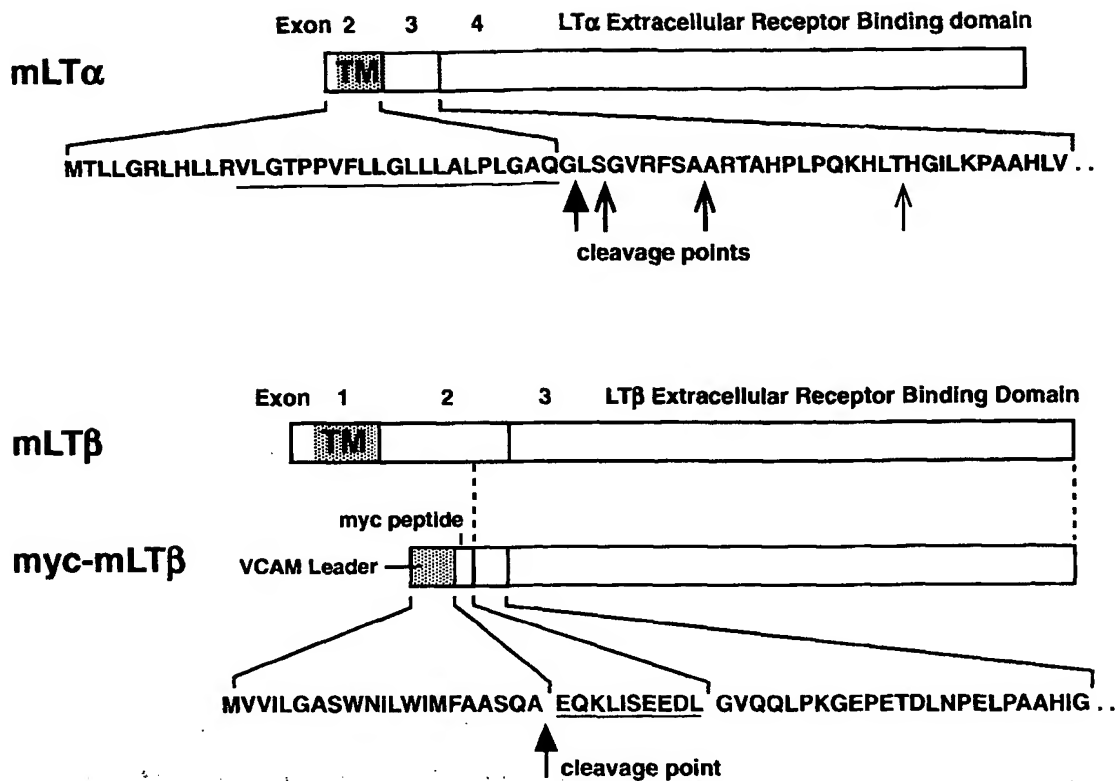 Exon 2 3 4 LTα Extracellular Receptor Binding domain
mLTα
TM
MTLLGRLHLLRVLGTPPVFLLGLLLALPLGAQGLSGVRFSAARTAHPLPQKHLTHGILKPAAHLV . .
cleavage points
Exon 1 2 3 LTβ Extracellular Receptor Binding Domain
mLTβ
TM
myc peptide
myc-mLTβ
VCAM Leader
MVVILGASWNILWIMFAASQA EQKLISEEDL GVQQLPKGEPETDLNPELPAAHIG . .
cleavage point